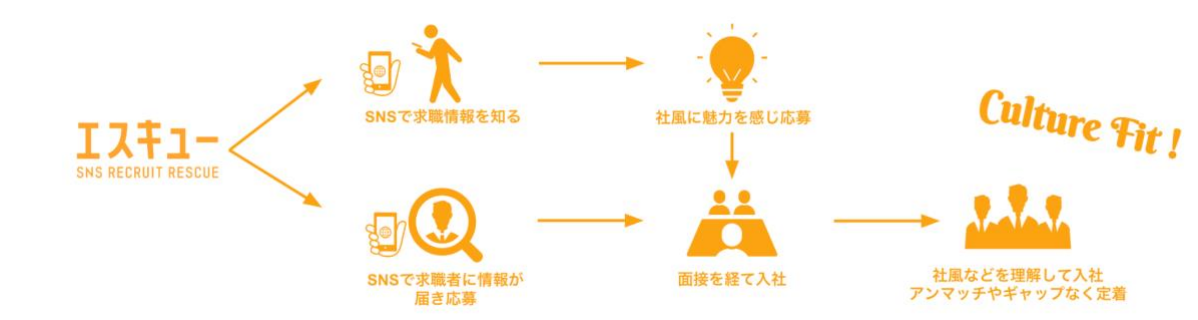 エスキュー
SNS RECRUIT RESCUE
SNSで求職情報を知る
社風に魅力を感じ応募
SNSで求職者に情報が
届き応募
面接を経て入社
Culture Fit !
社風などを理解して入社
アンマッチやギャップなく定着